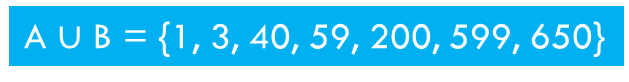 A ∪ B = {1, 3, 40, 59, 200, 599, 650}